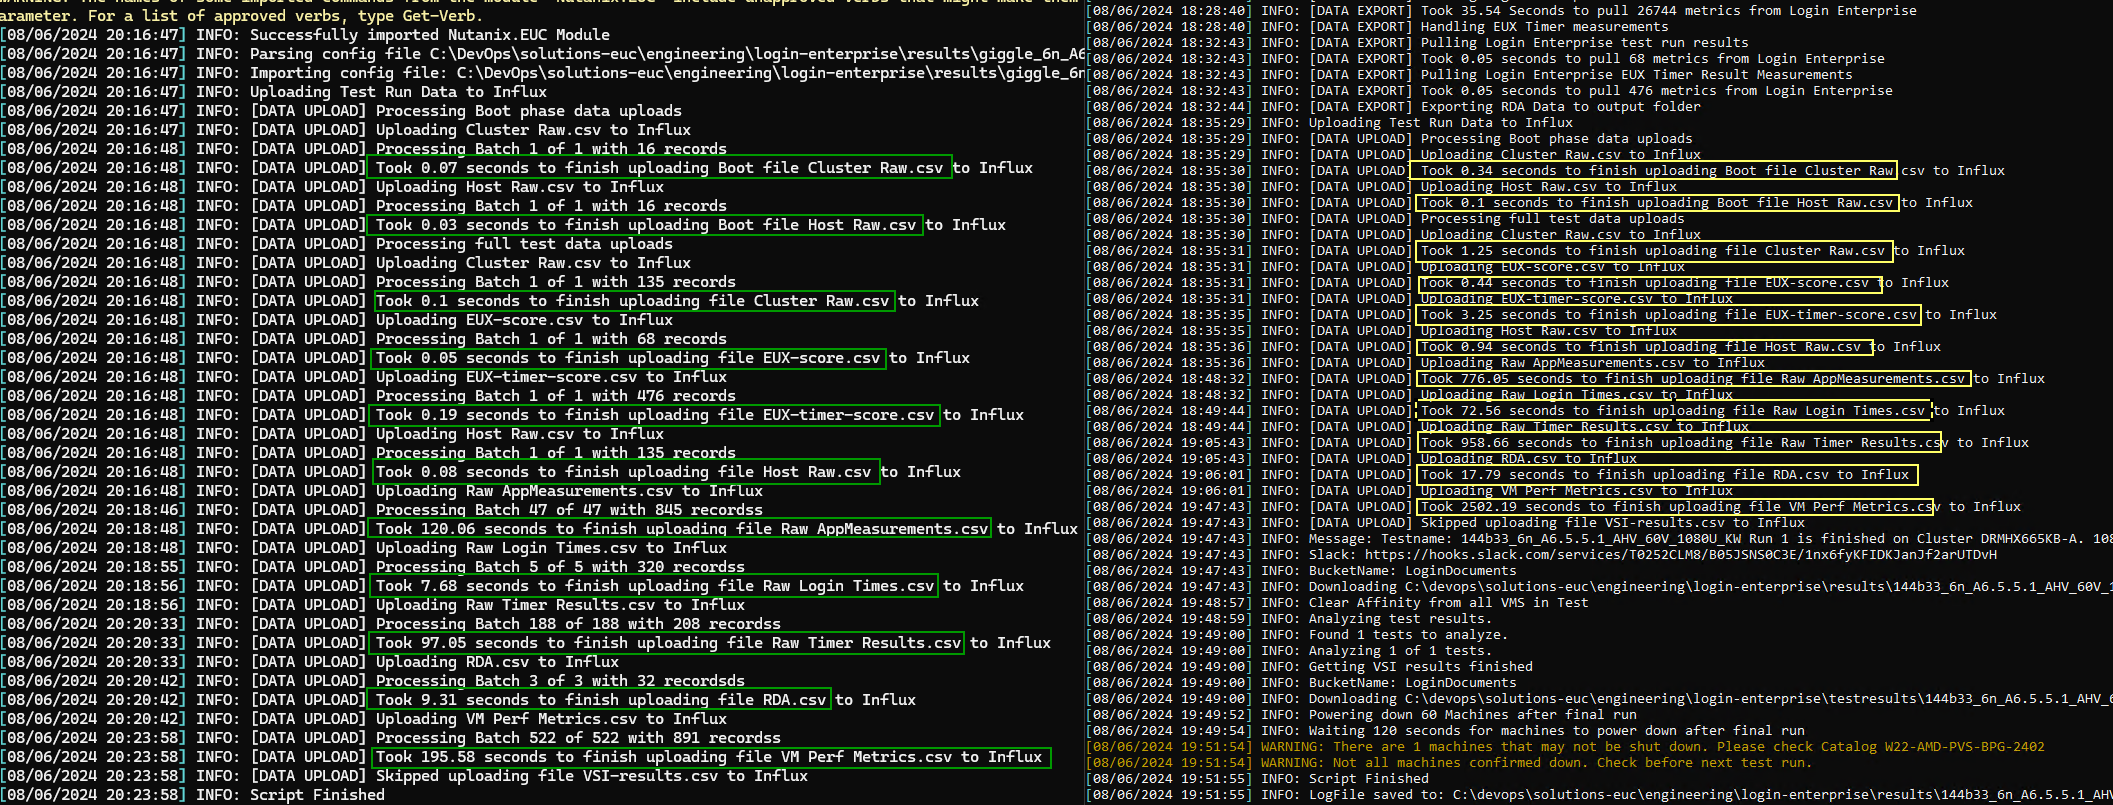 WARNING: The names of some imported commands from the module 'Nutanix.EUC' include unapproved verbs that might make them
arameter. For a list of approved verbs, type Get-Verb.
[08/06/2024 20:16:47] INFO: Successfully imported Nutanix.EUC Module
[08/06/2024 20:16:47] INFO: Parsing config file C:\DevOps\solutions-euc\engineering\login-enterprise\results\giggle_6n_A6
[08/06/2024 20:16:47] INFO: Importing config file: C:\DevOps\solutions-euc\engineering\login-enterprise\results\giggle_6n
[08/06/2024 20:16:47] INFO: Uploading Test Run Data to Influx
[08/06/2024 20:16:47] INFO: [DATA UPLOAD] Processing Boot phase data uploads
[08/06/2024 20:16:47] INFO: [DATA UPLOAD] Uploading Cluster Raw.csv to Influx
[08/06/2024 20:16:48] INFO: [DATA UPLOAD] Processing Batch 1 of 1 with 16 records
[08/06/2024 20:16:48] INFO: [DATA UPLOAD] Took 0.07 seconds to finish uploading Boot file Cluster Raw.csv to Influx
[08/06/2024 20:16:48] INFO: [DATA UPLOAD] Uploading Host Raw.csv to Influx
[08/06/2024 20:16:48] INFO: [DATA UPLOAD] Processing Batch 1 of 1 with 16 records
[08/06/2024 20:16:48] INFO: [DATA UPLOAD] Took 0.03 seconds to finish uploading Boot file Host Raw.csv to Influx
[08/06/2024 20:16:48] INFO: [DATA UPLOAD] Processing full test data uploads
[08/06/2024 20:16:48] INFO: [DATA UPLOAD] Uploading Cluster Raw.csv to Influx
[08/06/2024 20:16:48] INFO: [DATA UPLOAD] Processing Batch 1 of 1 with 135 records
[08/06/2024 20:16:48] INFO: [DATA UPLOAD] Took 0.1 seconds to finish uploading file Cluster Raw.csv to Influx
[08/06/2024 20:16:48] INFO: [DATA UPLOAD] Uploading EUX-score.csv to Influx
[08/06/2024 20:16:48] INFO: [DATA UPLOAD] Processing Batch 1 of 1 with 68 records
[08/06/2024 20:16:48] INFO: [DATA UPLOAD] Took 0.05 seconds to finish uploading file EUX-score.csv to Influx
[08/06/2024 20:16:48] INFO: [DATA UPLOAD] Uploading EUX-timer-score.csv to Influx
[08/06/2024 20:16:48] INFO: [DATA UPLOAD] Processing Batch 1 of 1 with 476 records
[08/06/2024 20:16:48] INFO: [DATA UPLOAD] Took 0.19 seconds to finish uploading file EUX-timer-score.csv to Influx
[08/06/2024 20:16:48] INFO: [DATA UPLOAD] Uploading Host Raw.csv to Influx
[08/06/2024 20:16:48] INFO: [DATA UPLOAD] Processing Batch 1 of 1 with 135 records
[08/06/2024 20:16:48] INFO: [DATA UPLOAD] Took 0.08 seconds to finish uploading file Host Raw.csv to Influx
[08/06/2024 20:16:48] INFO: [DATA UPLOAD] Uploading Raw AppMeasurements.csv to Influx
[08/06/2024 20:18:46] INFO: [DATA UPLOAD] Processing Batch 47 of 47 with 845 recordss
[08/06/2024 20:18:48] INFO: [DATA UPLOAD] Took 120.06 seconds to finish uploading file Raw AppMeasurements.csv to Influx
[08/06/2024 20:18:48] INFO: [DATA UPLOAD] Uploading Raw Login Times.csv to Influx
[08/06/2024 20:18:55] INFO: [DATA UPLOAD] Processing Batch 5 of 5 with 320 recordss
[08/06/2024 20:18:56] INFO: [DATA UPLOAD] Took 7.68 seconds to finish uploading file Raw Login Times.csv to Influx
[08/06/2024 20:18:56] INFO: [DATA UPLOAD] Uploading Raw Timer Results.csv to Influx
[08/06/2024 20:20:33] INFO: [DATA UPLOAD] Processing Batch 188 of 188 with 208 recordss
[08/06/2024 20:20:33] INFO: [DATA UPLOAD] Took 97.05 seconds to finish uploading file Raw Timer Results.csv to Influx
[08/06/2024 20:20:33] INFO: [DATA UPLOAD] Uploading RDA.csv to Influx
[08/06/2024 20:20:42] INFO: [DATA UPLOAD] Processing Batch 3 of 3 with 32 recordsds
[08/06/2024 20:20:42] INFO: [DATA UPLOAD] Took 9.31 seconds to finish uploading file RDA.csv to Influx
[08/06/2024 20:20:42] INFO: [DATA UPLOAD] Uploading VM Perf Metrics.csv to Influx
[08/06/2024 20:23:58] INFO: [DATA UPLOAD] Processing Batch 522 of 522 with 891 recordss
[08/06/2024 20:23:58] INFO: [DATA UPLOAD] Took 195.58 seconds to finish uploading file VM Perf Metrics.csv to Influx
[08/06/2024 20:23:58] INFO: [DATA UPLOAD] Skipped uploading file VSI-results.csv to Influx
[08/06/2024 20:23:58] INFO: Script Finished
[08/06/2024 18:28:40] INFO: [DATA EXPORT] Took 35.54 Seconds to pull 26744 metrics from Login Enterprise
[08/06/2024 18:28:40] INFO: [DATA EXPORT] Handling EUX Timer measurements
[08/06/2024 18:32:43] INFO: [DATA EXPORT] Pulling Login Enterprise test run results
[08/06/2024 18:32:43] INFO: [DATA EXPORT] Took 0.05 seconds to pull 68 metrics from Login Enterprise
[08/06/2024 18:32:43] INFO: [DATA EXPORT] Pulling Login Enterprise EUX Timer Result Measurements
[08/06/2024 18:32:43] INFO: [DATA EXPORT] Took 0.05 seconds to pull 476 metrics from Login Enterprise
[08/06/2024 18:32:44] INFO: [DATA EXPORT] Exporting RDA Data to output folder
[08/06/2024 18:35:29] INFO: Uploading Test Run Data to Influx
[08/06/2024 18:35:29] INFO: [DATA UPLOAD] Processing Boot phase data uploads
[08/06/2024 18:35:29] INFO: [DATA UPLOAD] Uploading Cluster Raw.csv to Influx
[08/06/2024 18:35:30] INFO: [DATA UPLOAD] Took 0.34 seconds to finish uploading Boot file Cluster Raw.csv to Influx
[08/06/2024 18:35:30] INFO: [DATA UPLOAD] Uploading Host Raw.csv to Influx
[08/06/2024 18:35:30] INFO: [DATA UPLOAD] Took 0.1 seconds to finish uploading Boot file Host Raw.csv to Influx
[08/06/2024 18:35:30] INFO: [DATA UPLOAD] Processing full test data uploads
[08/06/2024 18:35:30] INFO: [DATA UPLOAD] Uploading Cluster Raw.csv to Influx
[08/06/2024 18:35:31] INFO: [DATA UPLOAD] Took 1.25 seconds to finish uploading file Cluster Raw.csv to Influx
[08/06/2024 18:35:31] INFO: [DATA UPLOAD] Uploading EUX-score.csv to Influx
[08/06/2024 18:35:31] INFO: [DATA UPLOAD] Took 0.44 seconds to finish uploading file EUX-score.csv to Influx
[08/06/2024 18:35:31] INFO: [DATA UPLOAD] Uploading EUX-timer-score.csv to Influx
[08/06/2024 18:35:35] INFO: [DATA UPLOAD] Took 3.25 seconds to finish uploading file EUX-timer-score.csv to Influx
[08/06/2024 18:35:35] INFO: [DATA UPLOAD] Uploading Host Raw.csv to Influx
[08/06/2024 18:35:36] INFO: [DATA UPLOAD] Took 0.94 seconds to finish uploading file Host Raw.csv to Influx
[08/06/2024 18:35:36] INFO: [DATA UPLOAD] Uploading Raw AppMeasurements.csv to Influx
[08/06/2024 18:48:32] INFO: [DATA UPLOAD] Took 776.05 seconds to finish uploading file Raw AppMeasurements.csv to Influx
[08/06/2024 18:48:32] INFO: [DATA UPLOAD] Uploading Raw Login Times.csv to Influx
[08/06/2024 18:49:44] INFO: [DATA UPLOAD] Took 72.56 seconds to finish uploading file Raw Login Times.csv to Influx
[08/06/2024 18:49:44] INFO: [DATA UPLOAD] Uploading Raw Timer Results.csv to Influx
[08/06/2024 19:05:43] INFO: [DATA UPLOAD] Took 958.66 seconds to finish uploading file Raw Timer Results.csv to Influx
[08/06/2024 19:05:43] INFO: [DATA UPLOAD] Uploading RDA.csv to Influx
[08/06/2024 19:06:01] INFO: [DATA UPLOAD] Took 17.79 seconds to finish uploading file RDA.csv to Influx
[08/06/2024 19:06:01] INFO: [DATA UPLOAD] Uploading VM Perf Metrics.csv to Influx
[08/06/2024 19:47:43] INFO: [DATA UPLOAD] Took 2502.19 seconds to finish uploading file VM Perf Metrics.csv to Influx
[08/06/2024 19:47:43] INFO: [DATA UPLOAD] Skipped uploading file VSI-results.csv to Influx
[08/06/2024 19:47:43] INFO: Message: Testname: 144b33_6n_A6.5.5.1_AHV_60V_1080U_KW Run 1 is finished on Cluster DRMHX665KB-A. 108
[08/06/2024 19:47:43] INFO: Slack: https://hooks.slack.com/services/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
[08/06/2024 19:47:43] INFO: BucketName: LoginDocuments
[08/06/2024 19:47:43] INFO: Downloading C:\devops\solutions-euc\engineering\login-enterprise\results\144b33_6n_A6.5.5.1_AHV_60V_1
[08/06/2024 19:48:57] INFO: Clear Affinity from all VMS in Test
[08/06/2024 19:48:59] INFO: Analyzing test results.
[08/06/2024 19:49:00] INFO: Found 1 tests to analyze.
[08/06/2024 19:49:00] INFO: Analyzing 1 of 1 tests.
[08/06/2024 19:49:00] INFO: Getting VSI results finished
[08/06/2024 19:49:00] INFO: BucketName: LoginDocuments
[08/06/2024 19:49:00] INFO: Downloading C:\devops\solutions-euc\engineering\login-enterprise\testresults\144b33_6n_A6.5.5.1_AHV_6
[08/06/2024 19:49:52] INFO: Powering down 60 Machines after final run
[08/06/2024 19:49:54] INFO: Waiting 120 seconds for machines to power down after final run
[08/06/2024 19:51:54] WARNING: There are 1 machines that may not be shut down. Please check Catalog W22-AMD-PVS-BPG-2402
[08/06/2024 19:51:54] WARNING: Not all machines confirmed down. Check before next test run.
[08/06/2024 19:51:55] INFO: Script Finished
[08/06/2024 19:51:55] INFO: LogFile saved to: C:\devops\solutions-euc\engineering\login-enterprise\results\144b33_6n_A6.5.5.1_AHV